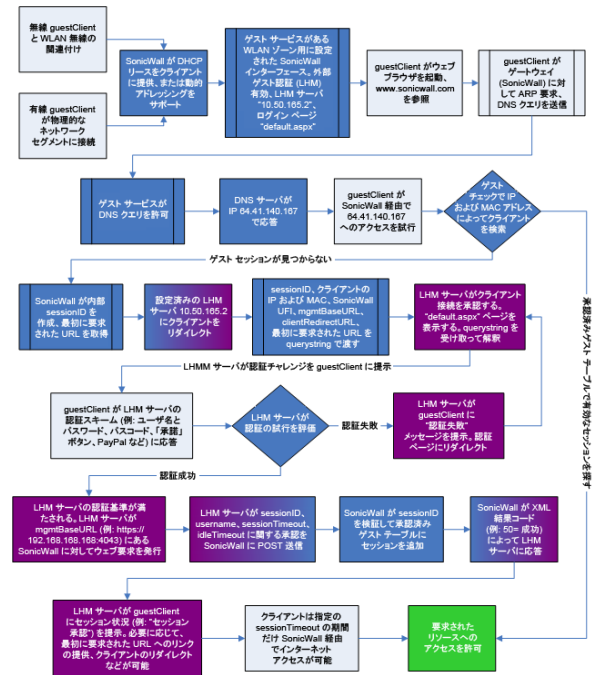 無線 guestClient
と WLAN 無線の
関連付け
有線 guestClient
が物理的な
ネットワーク
セグメントに接続
SonicWall が DHCP
リースをクライアント
に提供、または動的
アドレッシングを
サポート
ゲスト サービスがある
WLAN ゾーン用に設定
された SonicWall
インターフェース。外部
ゲスト認証 (LHM)
有効、LHM サーバ
"10.50.165.2"、
ログイン ページ
"default.aspx"
guestClient がウェブ
ブラウザを起動、
www.sonicwall.com
を参照
guestClient が
ゲートウェイ
(SonicWall) に対
して ARP 要求、
DNS クエリを送信
ゲスト サービスが
DNS クエリを許可
DNS サーバが
IP 64.41.140.167
で応答
guestClient が
SonicWall 経由で
64.41.140.167
へのアクセスを試行
ゲスト
チェックで IP
および MAC アドレス
によってクライアント
を検索
ゲスト セッションが見つからない
承認済みゲスト テーブルで有効なセッションを探す
SonicWall が内部
sessionID を
作成、最初に要求
された URL を取得
設定済みの LHM
サーバ 10.50.165.2
にクライアントを
リダイレクト
sessionID、クライアントの
IP および MAC、SonicWall
UFI、mgmtBaseURL、
clientRedirectURL、
最初に要求された URL を
querystring で渡す
LHM サーバがクライアント
接続を承認する。
"default.aspx" ページを
表示する。querystring を
受け取って解釈
LHMM サーバが認証チャレンジを guestClient に提示
guestClient が LHM サーバの
認証スキーム (例: ユーザ名と
パスワード、パスコード、「承諾」
ボタン、PayPal など) に応答
LHM サーバが
認証の試行を評価
認証失敗
LHM サーバが
guestClient に
"認証失敗"
メッセージを提示。認証
ページにリダイレクト
認証成功
LHM サーバの認証基準が満
たされる。LHM サーバが
mgmtBaseURL (例: https://
192.168.168.168:4043) にある
SonicWall に対してウェブ要求を発行
LHM サーバが sessionID、
username、sessionTimeout、
idleTimeout に関する承認を
SonicWall に POST 送信
SonicWall が sessionID
を検証して承認済み
ゲスト テーブルに
セッションを追加
SonicWall が XML
結果コード
(例: 50= 成功)
によって LHM
サーバに応答
LHM サーバが guestClient
にセッション状況 (例: "セッション
承認") を提示。必要に応じて、
最初に要求された URL へのリンク
の提供、クライアントのリダイレクト
などが可能
クライアントは指定の
sessionTimeout の期間
だけ SonicWall 経由
でインターネット
アクセスが可能
要求された
リソースへの
アクセスを許可